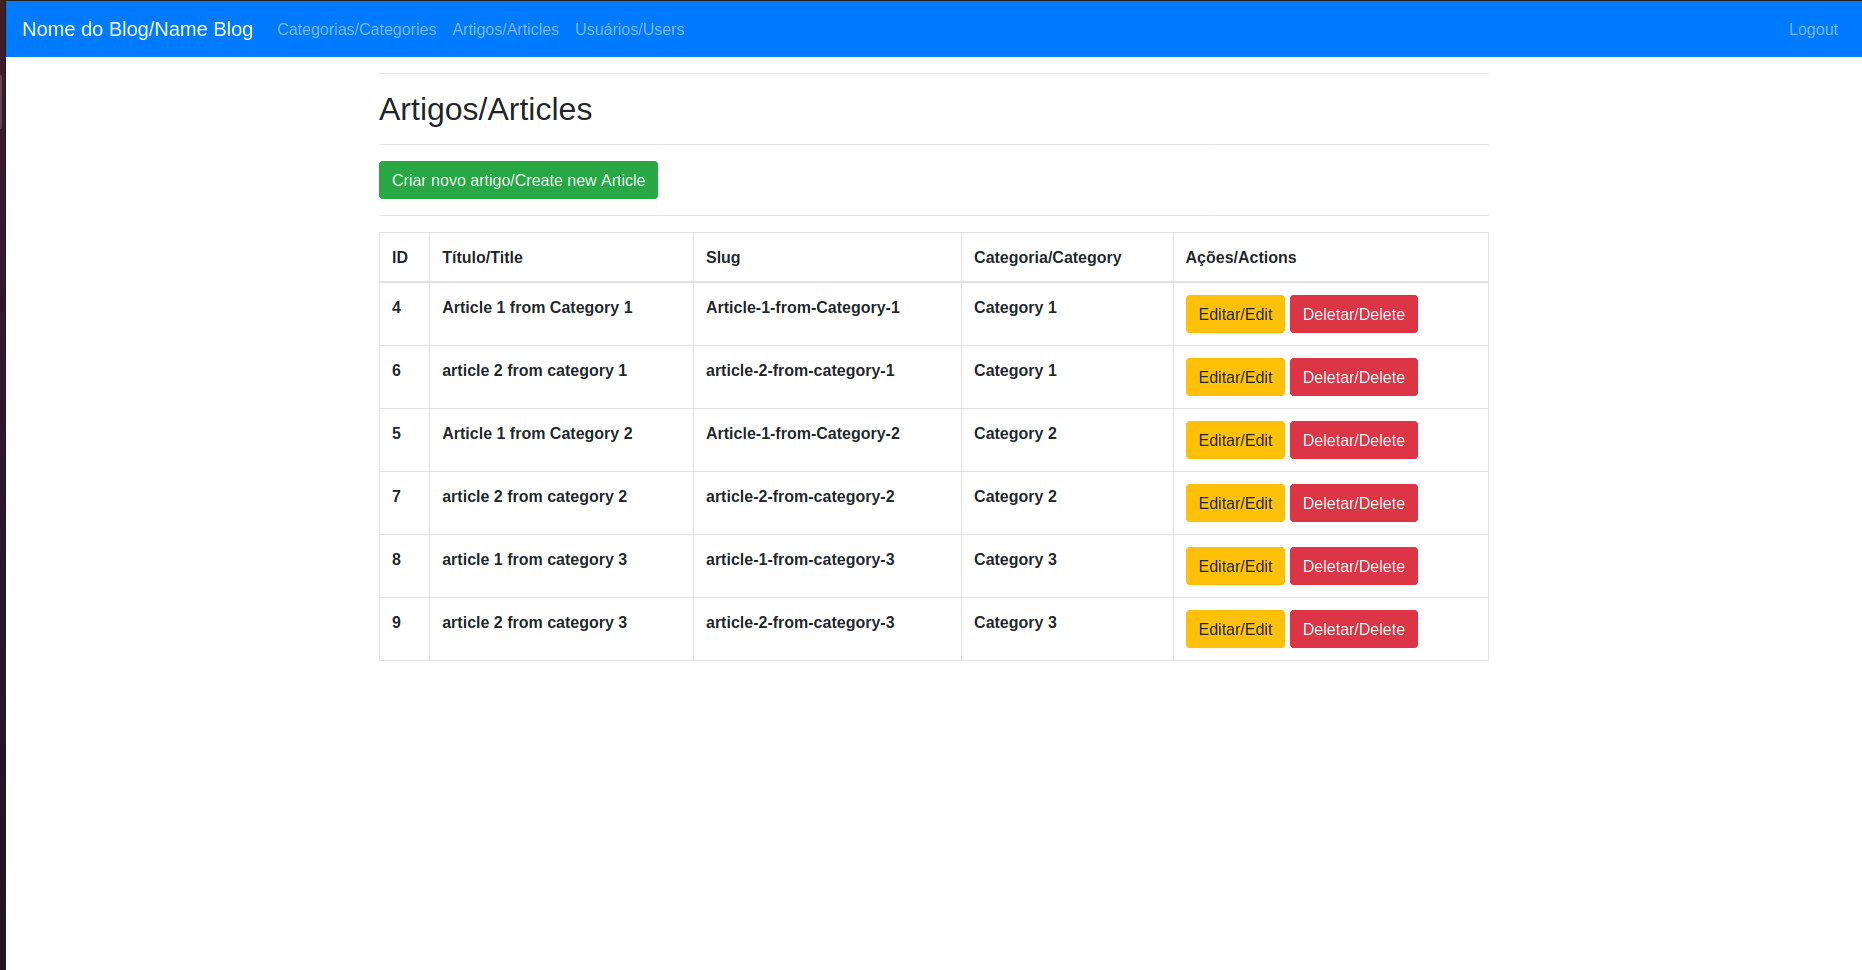 Nome do Blog/Name Blog Categorias/Categories Artigos/Articles Usuários/Users Logout
Artigos/Articles
Criar novo artigo/Create new Article
ID Título/Title Slug Categoria/Category Ações/Actions
4 Article 1 from Category 1 Article-1-from-Category-1 Category 1 Editar/Edit Deletar/Delete
6 article 2 from category 1 article-2-from-category-1 Category 1 Editar/Edit Deletar/Delete
5 Article 1 from Category 2 Article-1-from-Category-2 Category 2 Editar/Edit Deletar/Delete
7 article 2 from category 2 article-2-from-category-2 Category 2 Editar/Edit Deletar/Delete
8 article 1 from category 3 article-1-from-category-3 Category 3 Editar/Edit Deletar/Delete
9 article 2 from category 3 article-2-from-category-3 Category 3 Editar/Edit Deletar/Delete